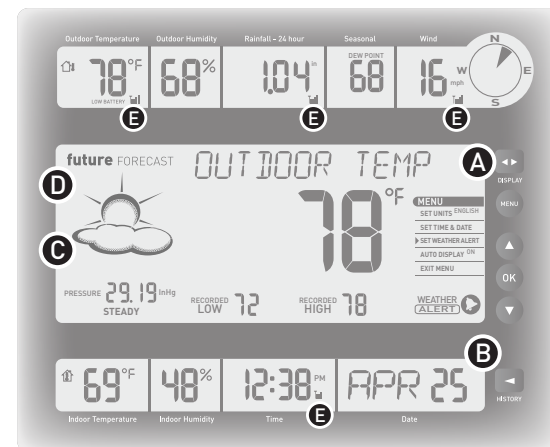 Outdoor Temperature Outdoor Humidity Rainfall - 24 hour Seasonal Wind
78°F LOW BATTERY 68% 1.04 in DEW POINT 68 16 mph N E S W
E E E
future FORECAST OUTDOOR TEMP A
DISPLAY
D 78°F MENU MENU
SET UNITS ENGLISH
SET TIME & DATE
C SET WEATHER ALERT
AUTO DISPLAY ON
EXIT MENU OK
PRESSURE 29.19 InHg RECORDED LOW 72 RECORDED HIGH 78 WEATHER ALERT
STEADY
B
69°F 48% 12:38 PM APR 25
E
HISTORY
Indoor Temperature Indoor Humidity Time Date